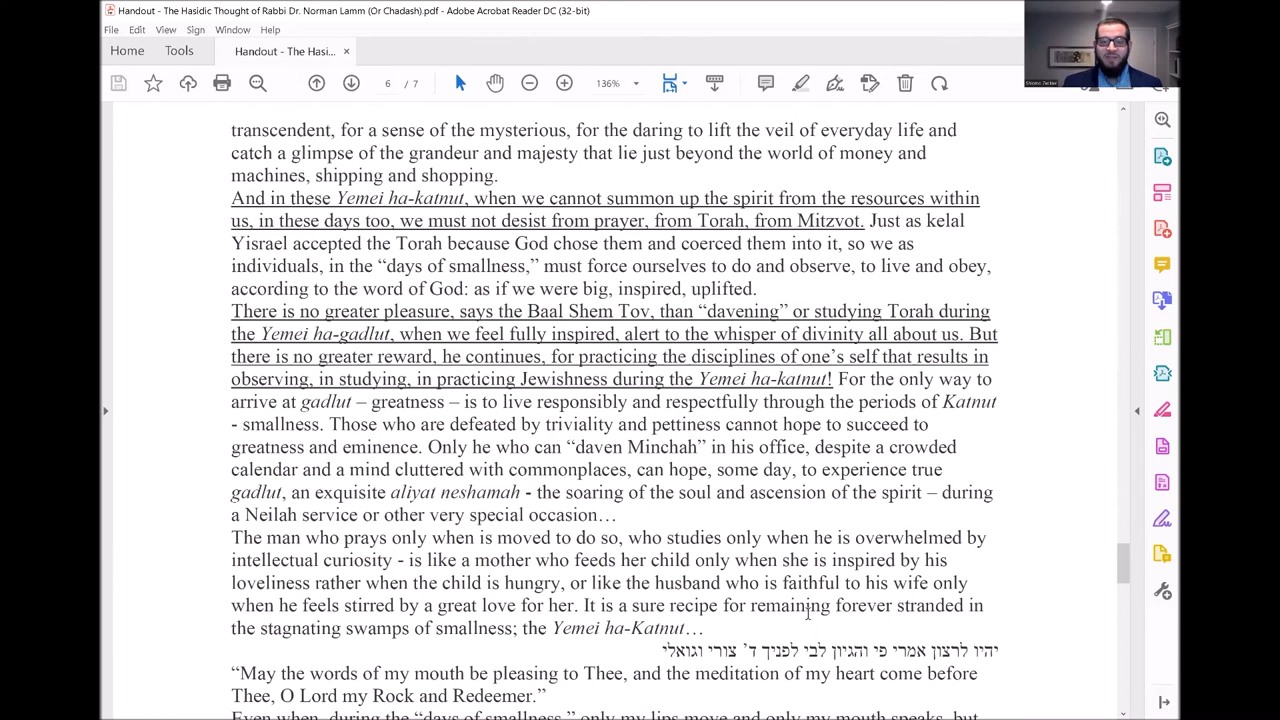 Handout - The Hasidic Thought of Rabbi Dr. Norman Lamm (Or Chadash).pdf - Adobe Acrobat Reader DC (32-bit)
File Edit View Sign Window Help
Home Tools Handout - The Hasi... ×
6 / 7 136%
transcendent, for a sense of the mysterious, for the daring to lift the veil of everyday life and
catch a glimpse of the grandeur and majesty that lie just beyond the world of money and
machines, shipping and shopping.
And in these Yemei ha-katnut, when we cannot summon up the spirit from the resources within
us, in these days too, we must not desist from prayer, from Torah, from Mitzvot. Just as kelal
Yisrael accepted the Torah because God chose them and coerced them into it, so we as
individuals, in the “days of smallness,” must force ourselves to do and observe, to live and obey,
according to the word of God: as if we were big, inspired, uplifted.
There is no greater pleasure, says the Baal Shem Tov, than “davening” or studying Torah during
the Yemei ha-gadlut, when we feel fully inspired, alert to the whisper of divinity all about us. But
there is no greater reward, he continues, for practicing the disciplines of one’s self that results in
observing, in studying, in practicing Jewishness during the Yemei ha-katnut! For the only way to
arrive at gadlut – greatness – is to live responsibly and respectfully through the periods of Katnut
- smallness. Those who are defeated by triviality and pettiness cannot hope to succeed to
greatness and eminence. Only he who can “daven Minchah” in his office, despite a crowded
calendar and a mind cluttered with commonplaces, can hope, some day, to experience true
gadlut, an exquisite aliyat neshamah - the soaring of the soul and ascension of the spirit – during
a Neilah service or other very special occasion…
The man who prays only when is moved to do so, who studies only when he is overwhelmed by
intellectual curiosity - is like a mother who feeds her child only when she is inspired by his
loveliness rather when the child is hungry, or like the husband who is faithful to his wife only
when he feels stirred by a great love for her. It is a sure recipe for remaining forever stranded in
the stagnating swamps of smallness; the Yemei ha-Katnut…
יהיו לרצון אמרי פי והגיון לבי לפניך ד’ צורי וגואלי
“May the words of my mouth be pleasing to Thee, and the meditation of my heart come before
Thee, O Lord my Rock and Redeemer.”
Even when, during the “days of smallness,” only my lips move and only my mouth speaks, but